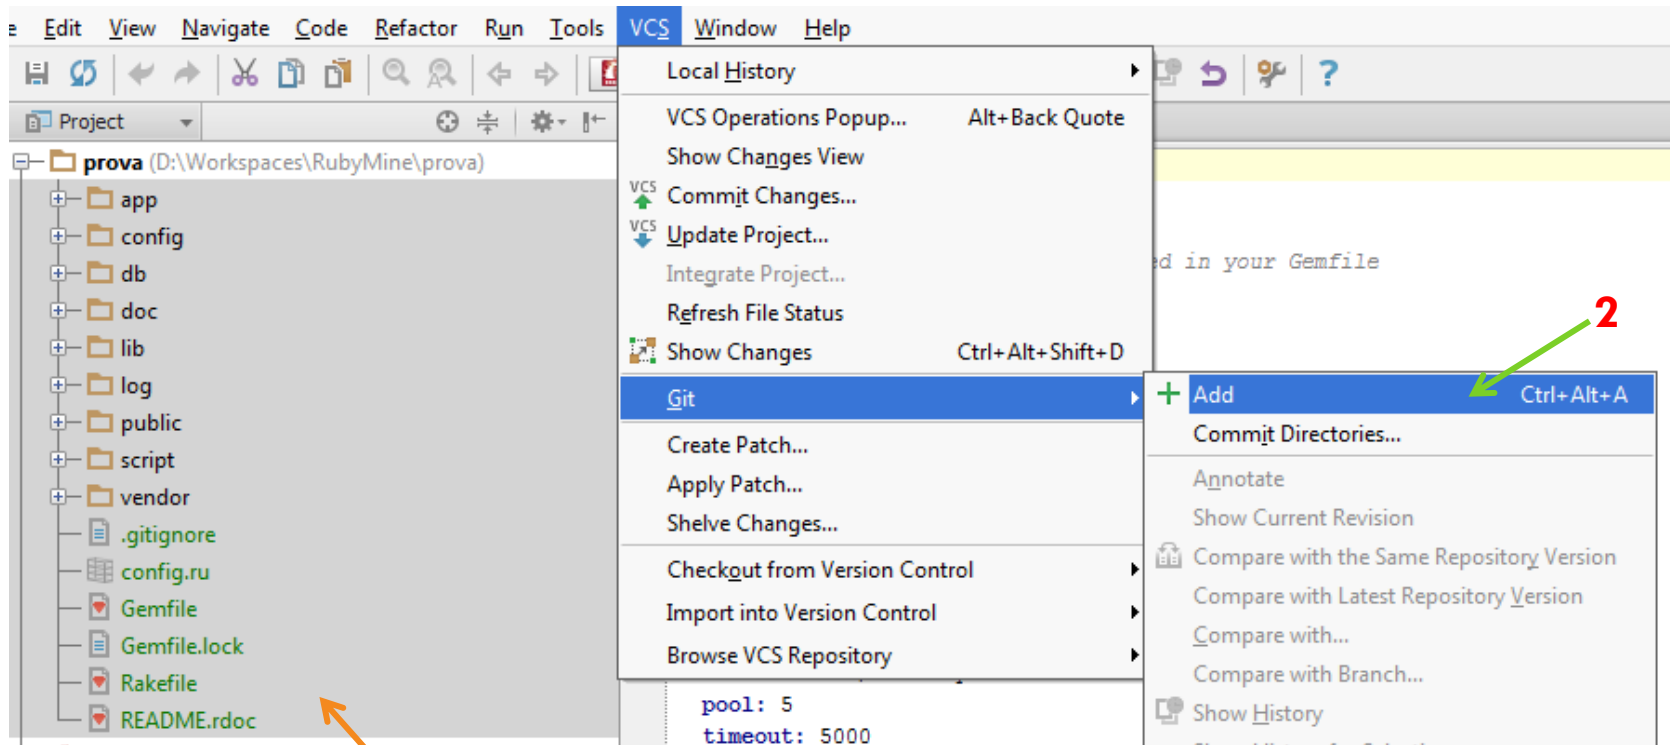 Edit View Navigate Code Refactor Run Tools VCS Window Help
Project
prova (D:\Workspaces\RubyMine\prova)
app
config
db
doc
lib
log
public
script
vendor
.gitignore
config.ru
Gemfile
Gemfile.lock
Rakefile
README.rdoc
Local History
VCS Operations Popup... Alt+Back Quote
Show Changes View
VCS Commit Changes...
VCS Update Project...
Integrate Project...
Refresh File Status
Show Changes Ctrl+Alt+Shift+D
Git
Create Patch...
Apply Patch...
Shelve Changes...
Checkout from Version Control
Import into Version Control
Browse VCS Repository
in your Gemfile
pool: 5
timeout: 5000
2
Add Ctrl+Alt+A
Commit Directories...
Annotate
Show Current Revision
Compare with the Same Repository Version
Compare with Latest Repository Version
Compare with...
Compare with Branch...
Show History